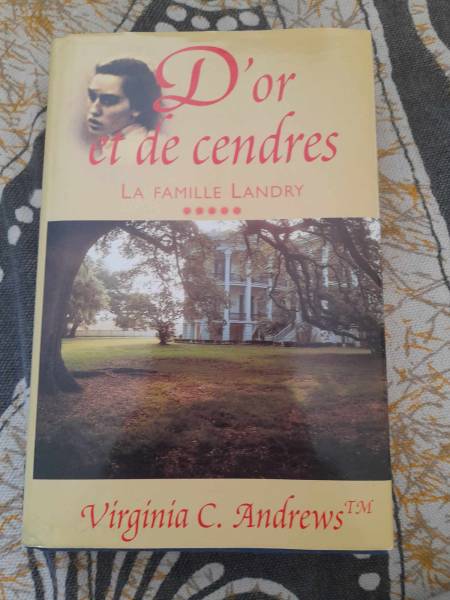 D'or
et de cendres
LA FAMILLE LANDRY
Virginia C. Andrews™